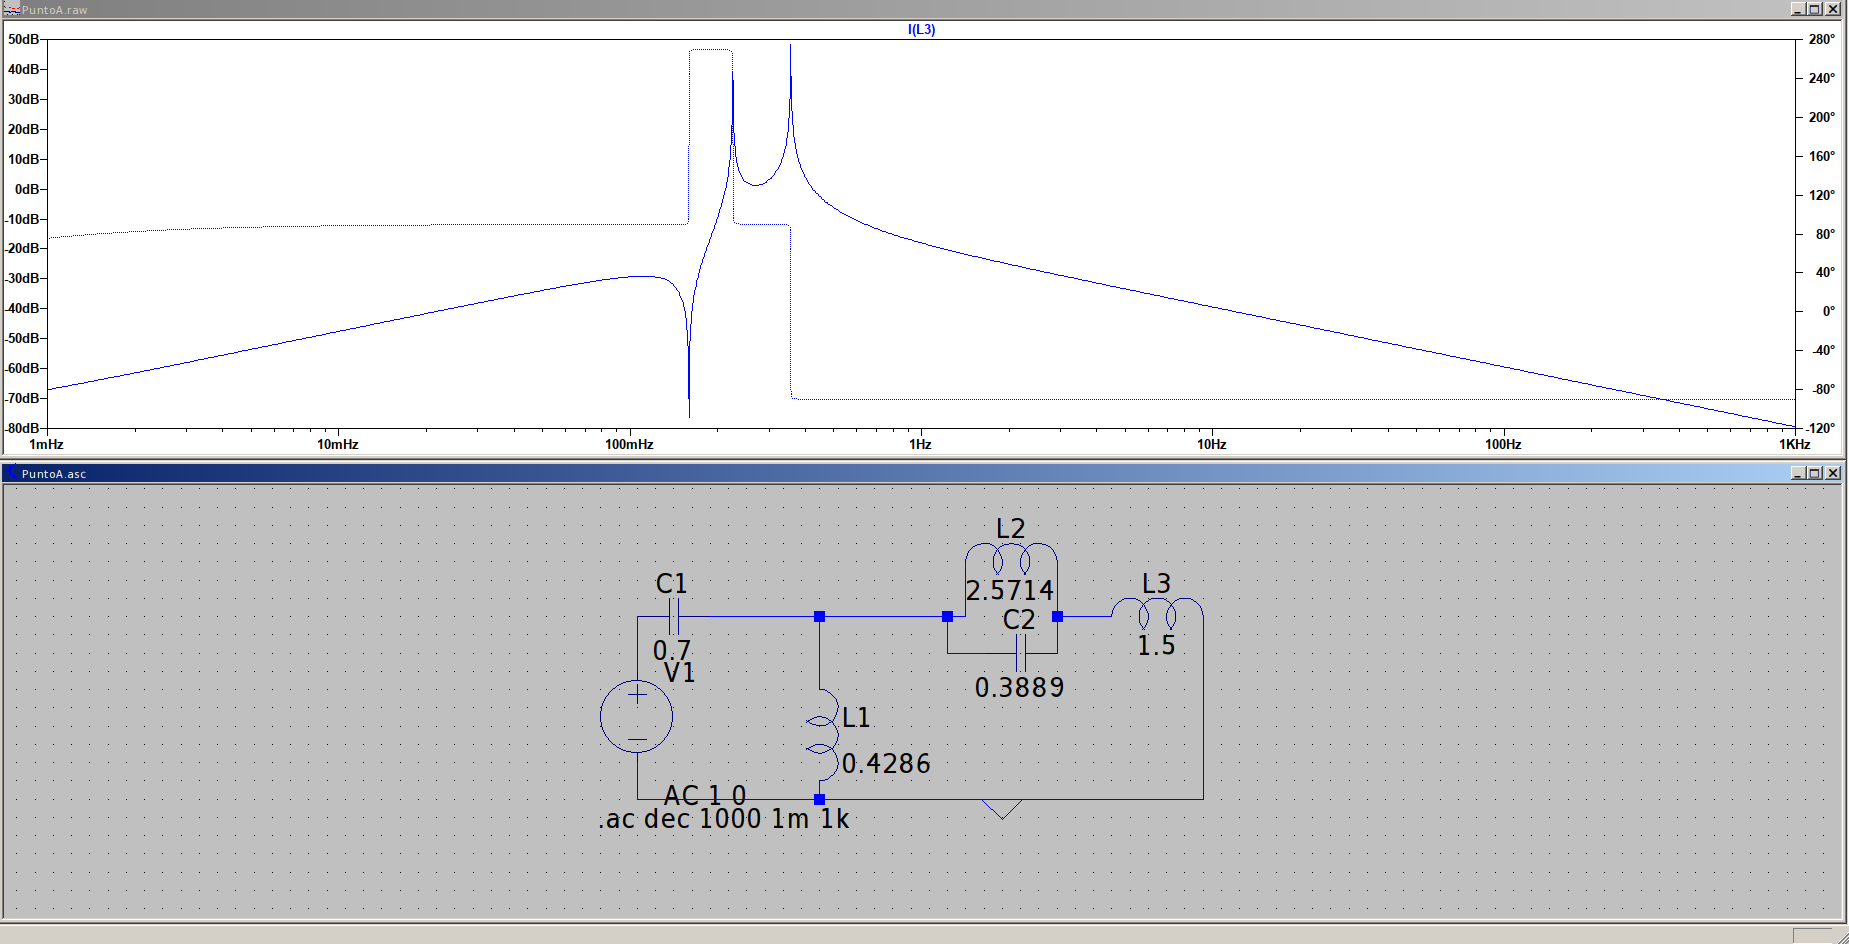 PuntoA.raw
I(L3)
50dB
40dB
30dB
20dB
10dB
0dB
-10dB
-20dB
-30dB
-40dB
-50dB
-60dB
-70dB
-80dB
280°
240°
200°
160°
120°
80°
40°
0°
-40°
-80°
-120°
1mHz 10mHz 100mHz 1Hz 10Hz 100Hz 1KHz
PuntoA.asc
L2
2.5714
C1
0.7
V1
C2
0.3889
L3
1.5
L1
0.4286
AC 1 0
.ac dec 1000 1m 1k